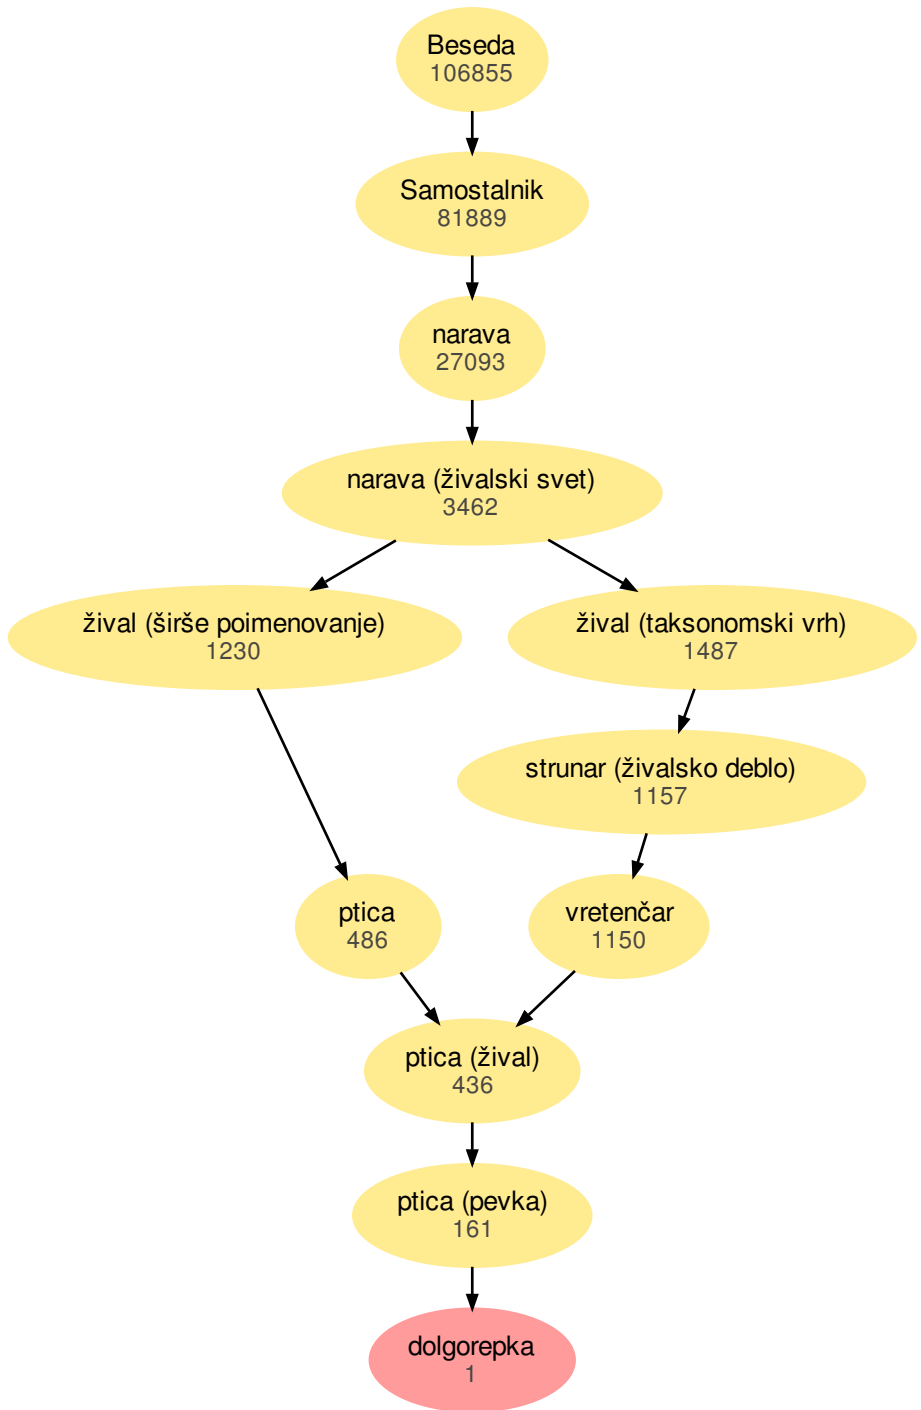 Beseda
106855
Samostalnik
81889
narava
27093
narava (živalski svet)
3462
žival (širše poimenovanje)
1230
žival (taksonomski vrh)
1487
strunar (živalsko deblo)
1157
ptica
486
vretenčar
1150
ptica (žival)
436
ptica (pevka)
161
dolgorepka
1